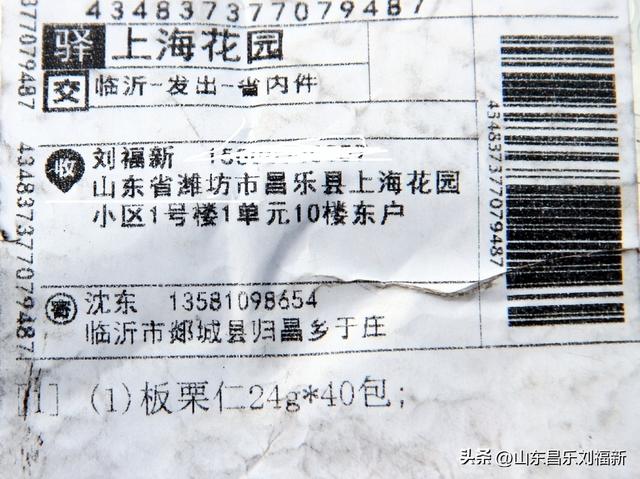 434837377079487
驿 上海花园
交 临沂-发出-省内件
收 刘福新
山东省潍坊市昌乐县上海花园
小区1号楼1单元10楼东户
寄 沈东 13581098654
临沂市郯城县归昌乡于庄
[1] (1)板栗仁24g*40包;
434837377079487
434837377079487
77079487
头条 @山东昌乐刘福新